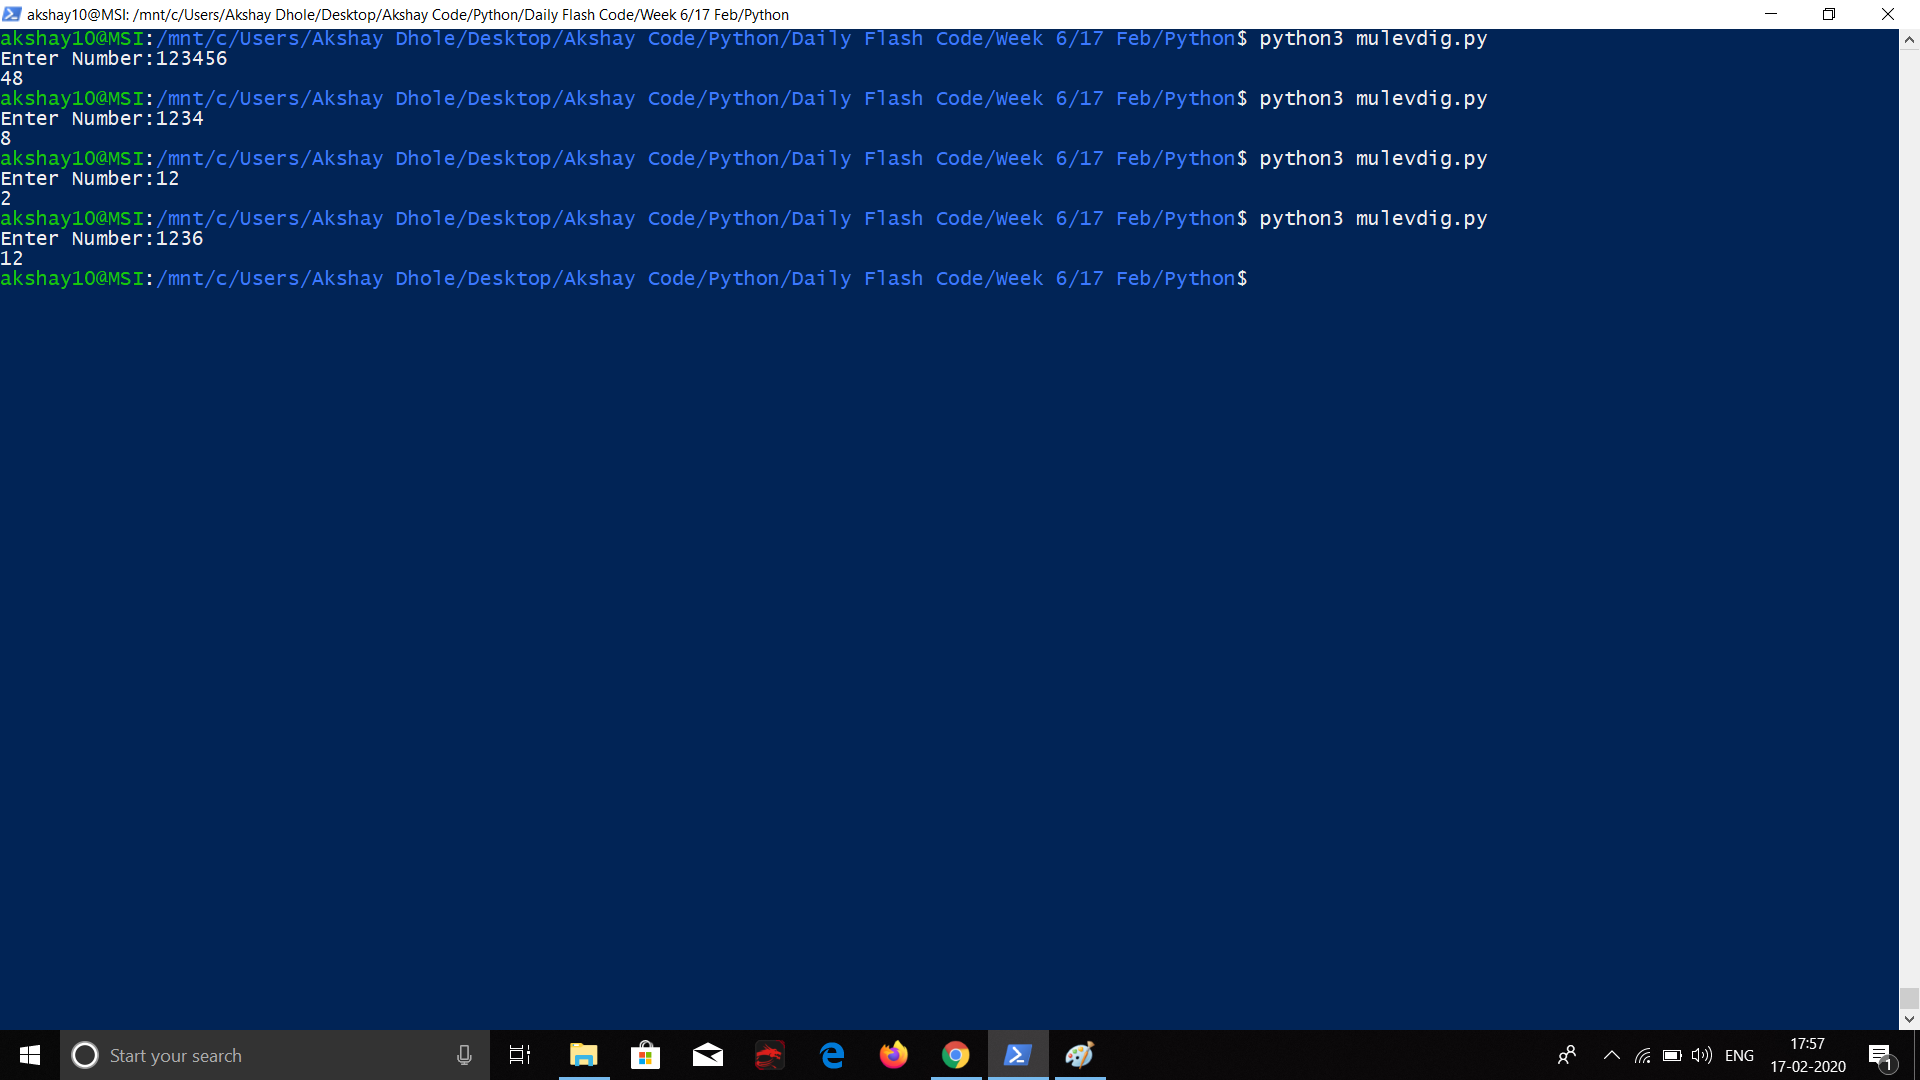 akshay10@MSI: /mnt/c/Users/Akshay Dhole/Desktop/Akshay Code/Python/Daily Flash Code/Week 6/17 Feb/Python
akshay10@MSI:/mnt/c/Users/Akshay Dhole/Desktop/Akshay Code/Python/Daily Flash Code/Week 6/17 Feb/Python$ python3 mulevdig.py
Enter Number:123456
48
akshay10@MSI:/mnt/c/Users/Akshay Dhole/Desktop/Akshay Code/Python/Daily Flash Code/Week 6/17 Feb/Python$ python3 mulevdig.py
Enter Number:1234
8
akshay10@MSI:/mnt/c/Users/Akshay Dhole/Desktop/Akshay Code/Python/Daily Flash Code/Week 6/17 Feb/Python$ python3 mulevdig.py
Enter Number:12
2
akshay10@MSI:/mnt/c/Users/Akshay Dhole/Desktop/Akshay Code/Python/Daily Flash Code/Week 6/17 Feb/Python$ python3 mulevdig.py
Enter Number:1236
12
akshay10@MSI:/mnt/c/Users/Akshay Dhole/Desktop/Akshay Code/Python/Daily Flash Code/Week 6/17 Feb/Python$
Start your search
ENG
17:57
17-02-2020
1